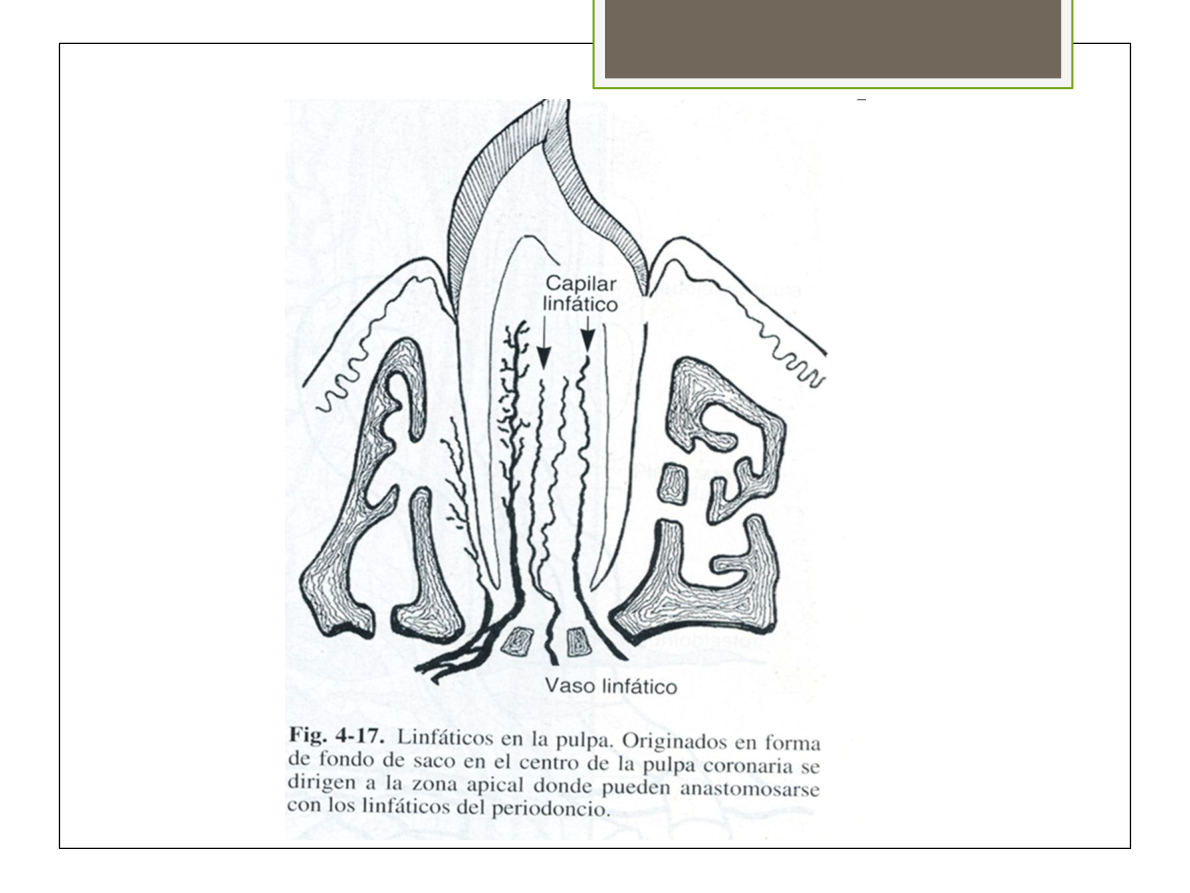 Capilar
linfático
Vaso linfático
Fig. 4-17. Linfáticos en la pulpa. Originados en forma
de fondo de saco en el centro de la pulpa coronaria se
dirigen a la zona apical donde pueden anastomosarse
con los linfáticos del periodoncio.